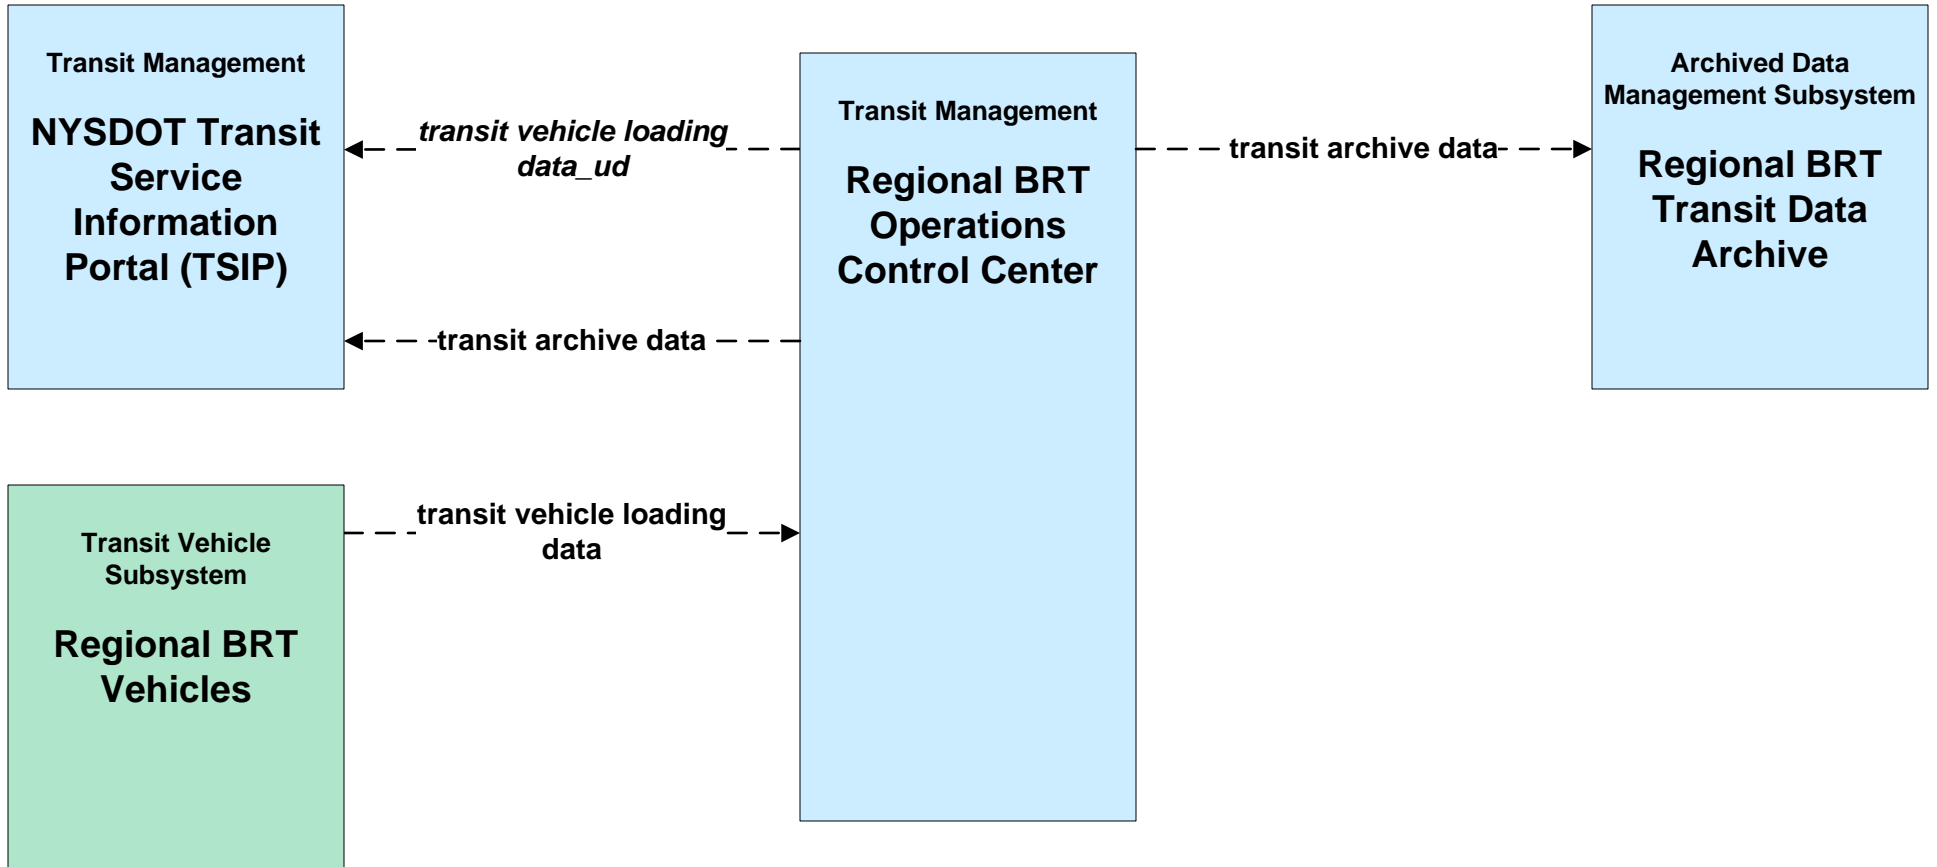 Transit Management
NYSDOT Transit
Service
Information
Portal (TSIP)
transit vehicle loading
data_ud
transit archive data
Transit Management
Regional BRT
Operations
Control Center
transit archive data
Archived Data
Management Subsystem
Regional BRT
Transit Data
Archive
Transit Vehicle
Subsystem
Regional BRT
Vehicles
transit vehicle loading
data